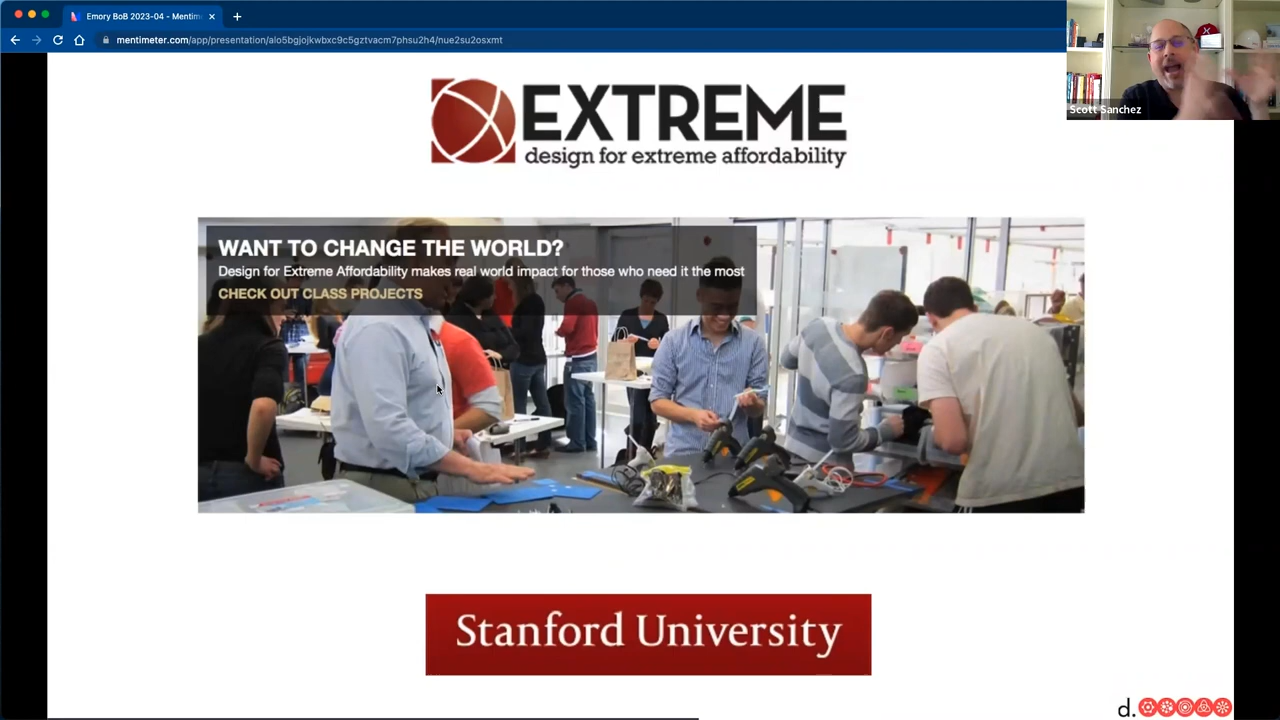 Emory BoB 2023-04 - Mentim
mentimeter.com/app/presentation/alo5bgjojkwbxc9c5gztvacm7phsu2h4/nue2su2osxmt
Scott Sanchez
EXTREME
design for extreme affordability
WANT TO CHANGE THE WORLD?
Design for Extreme Affordability makes real world impact for those who need it the most
CHECK OUT CLASS PROJECTS
Stanford University
d.